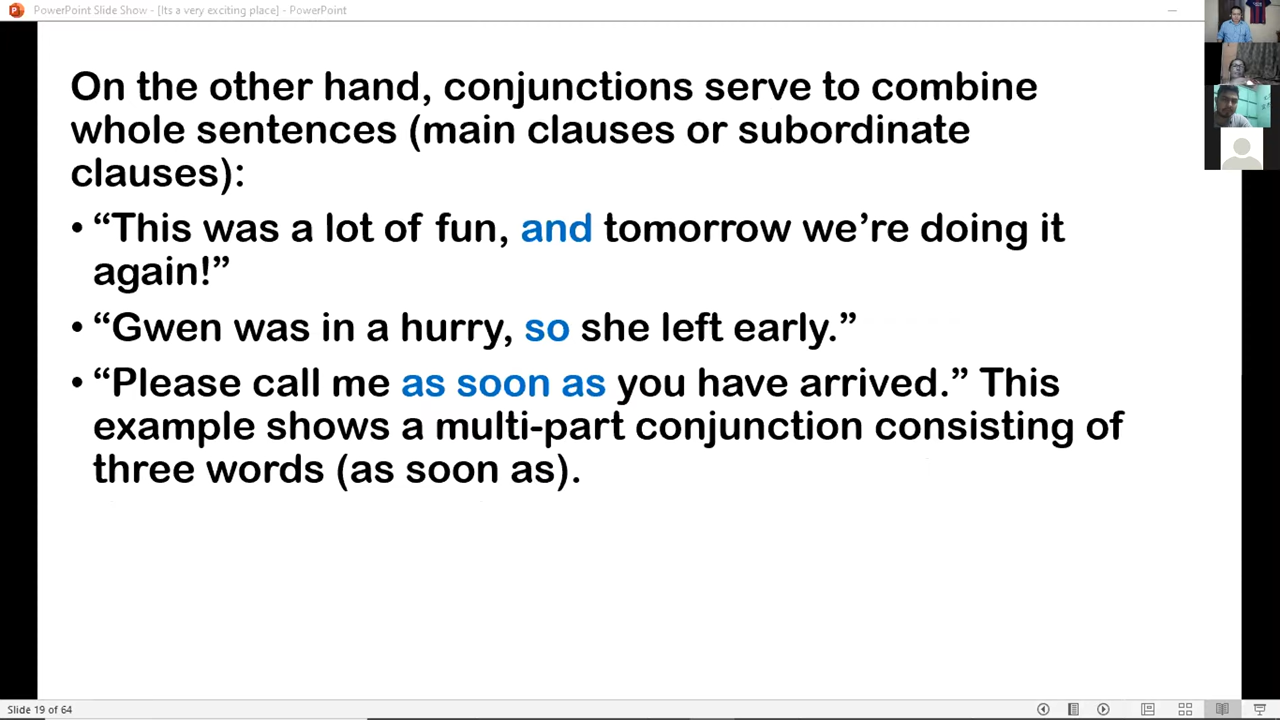 PowerPoint Slide Show - [Its a very exciting place] - PowerPoint
On the other hand, conjunctions serve to combine
whole sentences (main clauses or subordinate
clauses):
• “This was a lot of fun, and tomorrow we’re doing it
again!”
• “Gwen was in a hurry, so she left early.”
• “Please call me as soon as you have arrived.” This
example shows a multi-part conjunction consisting of
three words (as soon as).
Slide 19 of 64